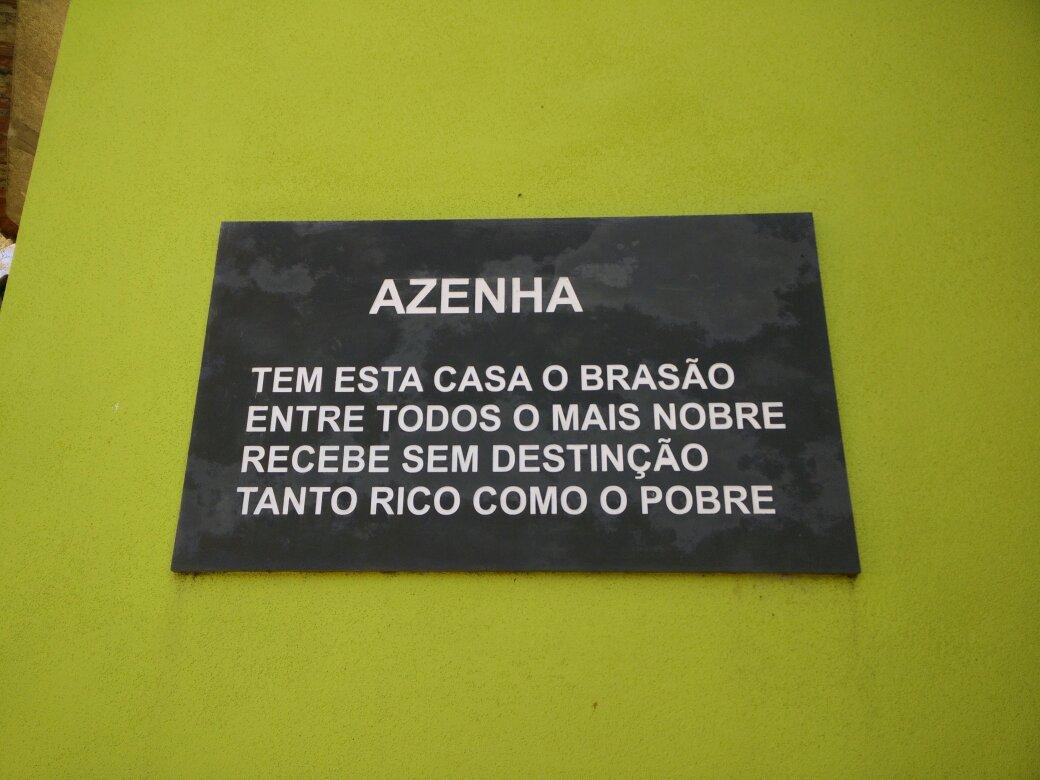 AZENHA
TEM ESTA CASA O BRASÃO
ENTRE TODOS O MAIS NOBRE
RECEBE SEM DESTINÇÃO
TANTO RICO COMO O POBRE